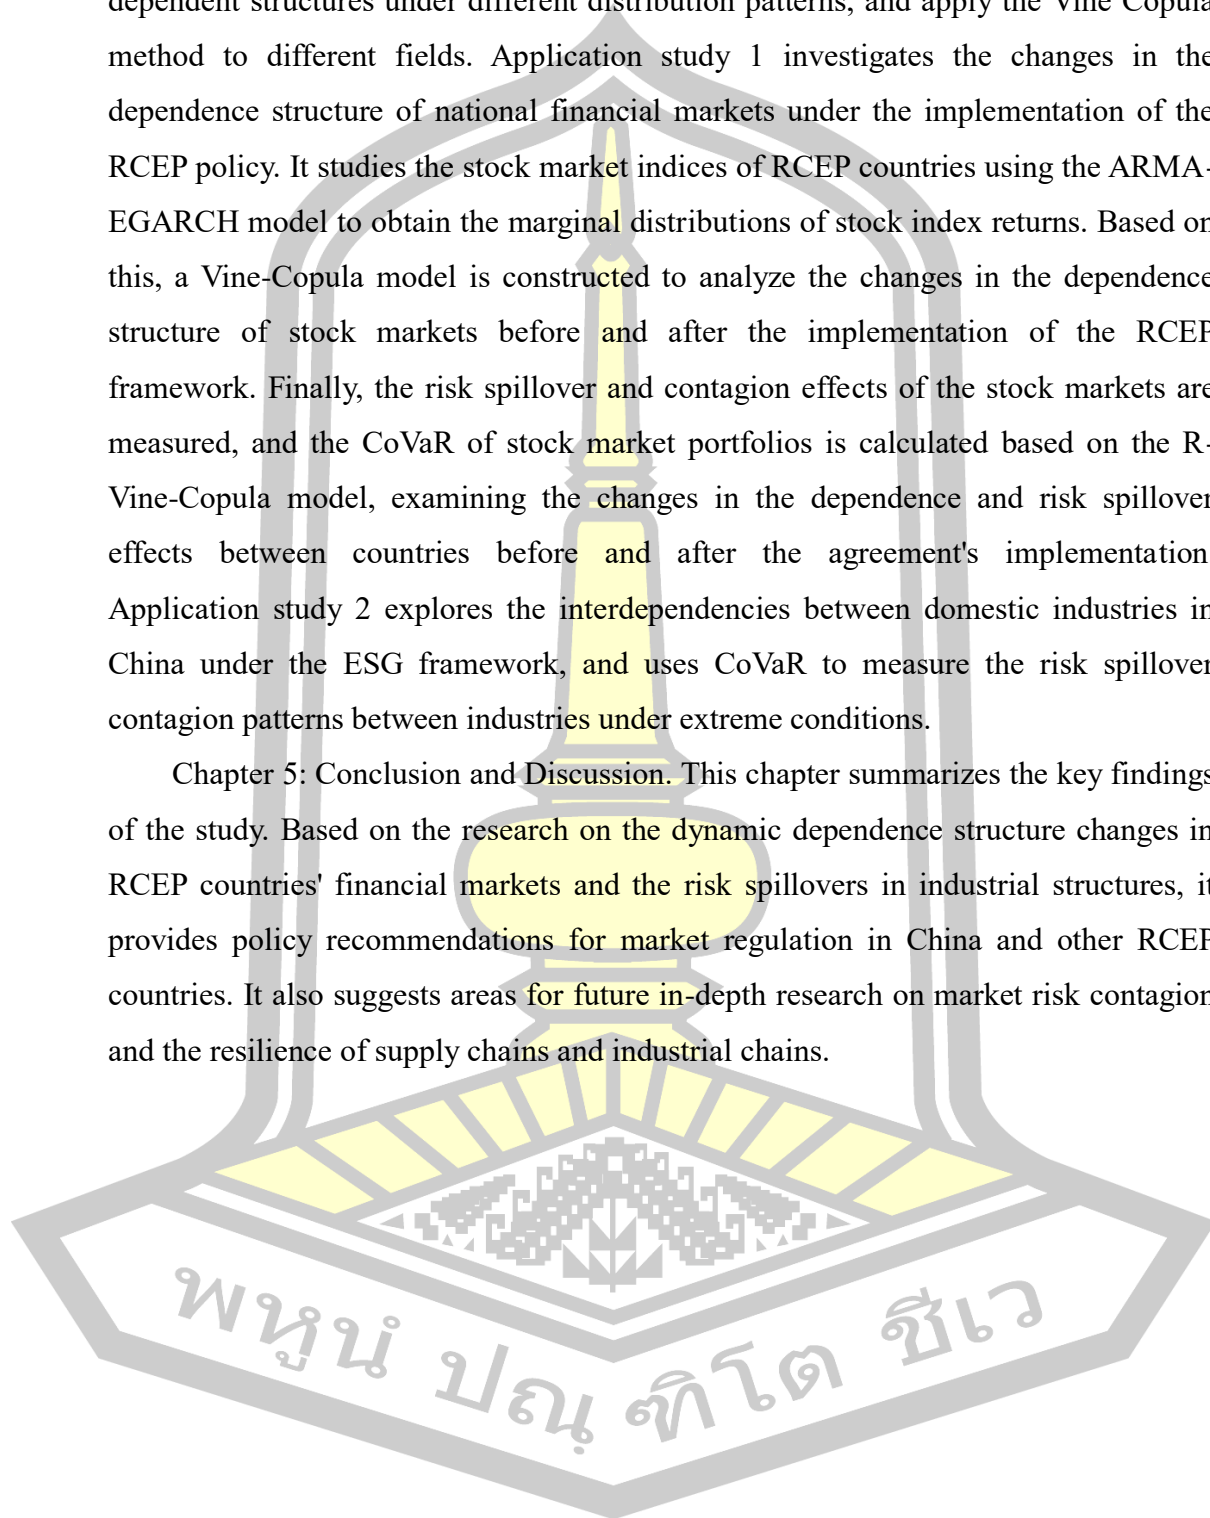 dependent structures under different distribution patterns, and apply the Vine Copula
method to different fields. Application study 1 investigates the changes in the
dependence structure of national financial markets under the implementation of the
RCEP policy. It studies the stock market indices of RCEP countries using the ARMA-
EGARCH model to obtain the marginal distributions of stock index returns. Based on
this, a Vine-Copula model is constructed to analyze the changes in the dependence
structure of stock markets before and after the implementation of the RCEP
framework. Finally, the risk spillover and contagion effects of the stock markets are
measured, and the CoVaR of stock market portfolios is calculated based on the R-
Vine-Copula model, examining the changes in the dependence and risk spillover
effects between countries before and after the agreement's implementation.
Application study 2 explores the interdependencies between domestic industries in
China under the ESG framework, and uses CoVaR to measure the risk spillover
contagion patterns between industries under extreme conditions.
Chapter 5: Conclusion and Discussion. This chapter summarizes the key findings
of the study. Based on the research on the dynamic dependence structure changes in
RCEP countries' financial markets and the risk spillovers in industrial structures, it
provides policy recommendations for market regulation in China and other RCEP
countries. It also suggests areas for future in-depth research on market risk contagion
and the resilience of supply chains and industrial chains.
พหูนํ ปณฺ ฑิโต ชีเว